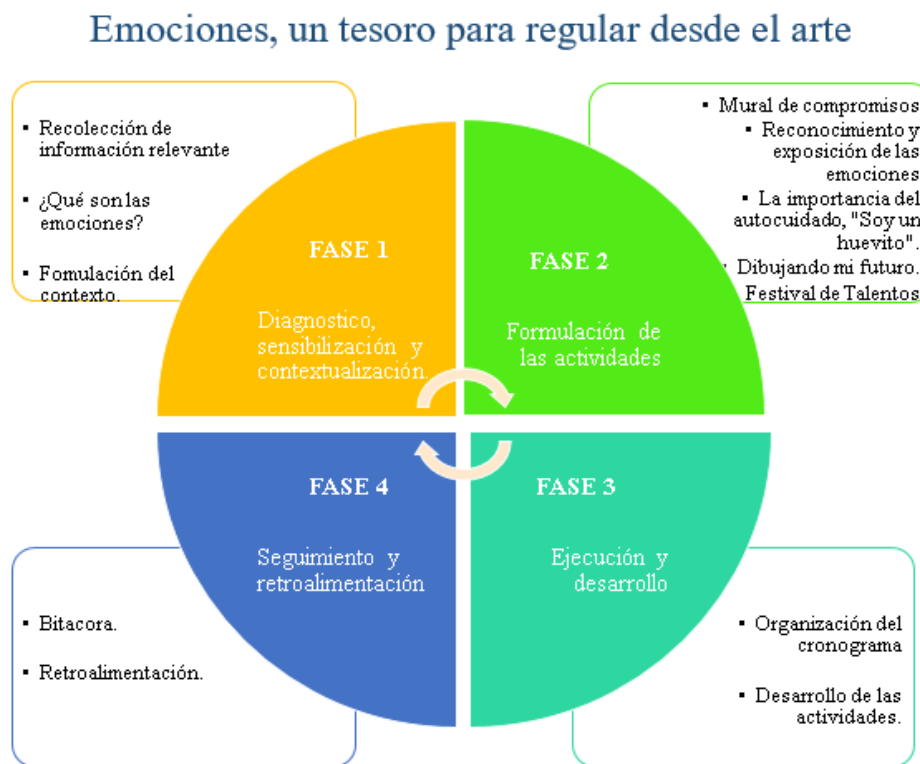 Emociones, un tesoro para regular desde el arte
▪ Recolección de
información relevante
▪ ¿Qué son las
emociones?
▪ Fomulación del
contexto.
FASE 1
Diagnostico,
sensibilización y
contextualización.
▪ Mural de compromisos
▪ Reconocimiento y
exposición de las
emociones
▪ La importancia del
autocuidado, "Soy un
huevito".
▪ Dibujando mi futuro.
Festival de Talentos
FASE 2
Formulación de
las actividades
FASE 4
Seguimiento y
retroalimentación
▪ Bitacora.
▪ Retroalimentación.
FASE 3
Ejecución y
desarrollo
▪ Organización del
cronograma
▪ Desarrollo de las
actividades.